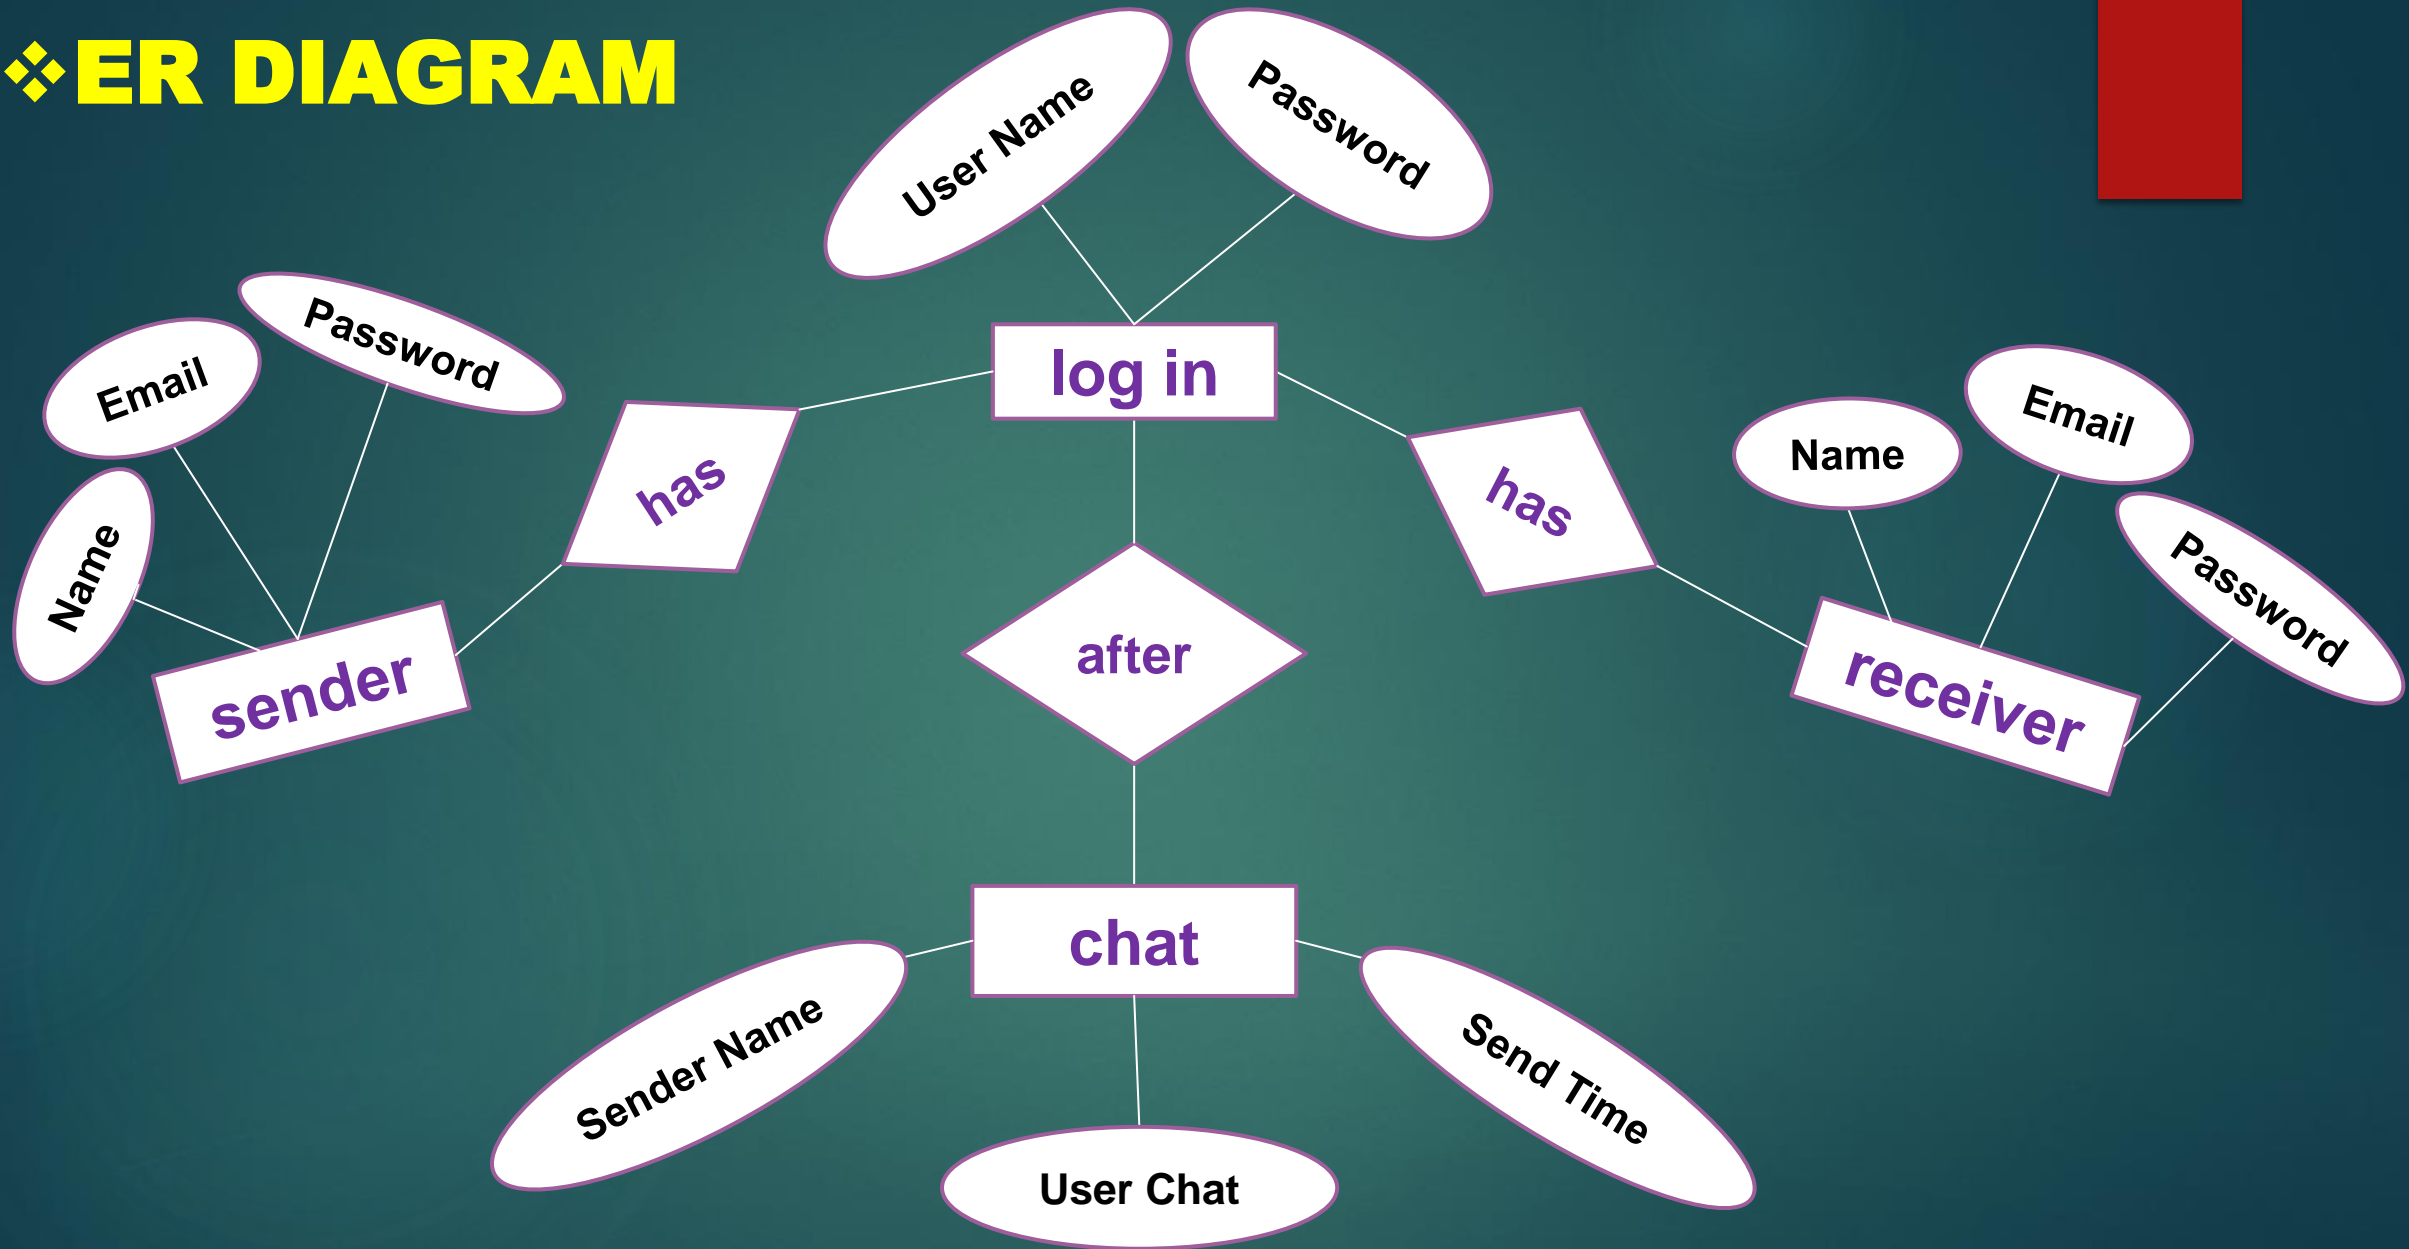 ❖ER DIAGRAM
User Name
Password
log in
Password
Email
Name
sender
has
has
Name
Email
Password
receiver
after
chat
Sender Name
User Chat
Send Time